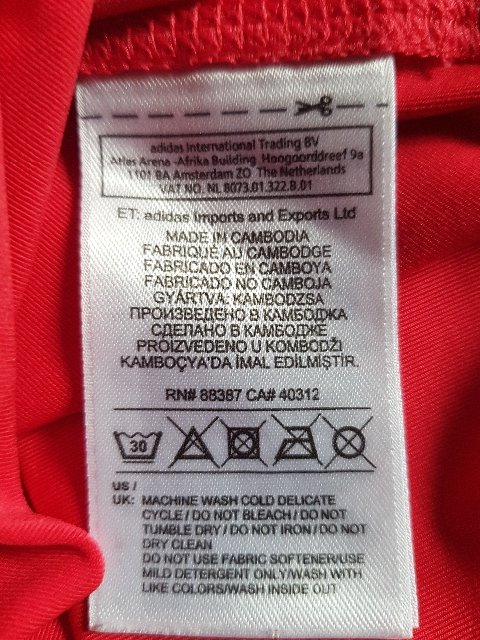 adidas International Trading BV
Atlas Arena -Afrika Building Hoogoorddreef 9a
1101 BA Amsterdam ZO The Netherlands
VAT NO. NL 8073.01.322.B.01
ET: adidas Imports and Exports Ltd
MADE IN CAMBODIA
FABRIQUÉ AU CAMBODGE
FABRICADO EN CAMBOYA
FABRICADO NO CAMBOJA
GYÁRTVA: KAMBODZSA
ПРОИЗВЕДЕНО В КАМБОДЖА
СДЕЛАНО В КАМБОДЖЕ
PROIZVEDENO U KOMBODŽI
KAMBOÇYA'DA İMAL EDİLMİŞTİR.
RN# 88387 CA# 40312
30
US /
UK: MACHINE WASH COLD DELICATE
CYCLE / DO NOT BLEACH / DO NOT
TUMBLE DRY / DO NOT IRON / DO NOT
DRY CLEAN
DO NOT USE FABRIC SOFTENER/USE
MILD DETERGENT ONLY/WASH WITH
LIKE COLORS/WASH INSIDE OUT